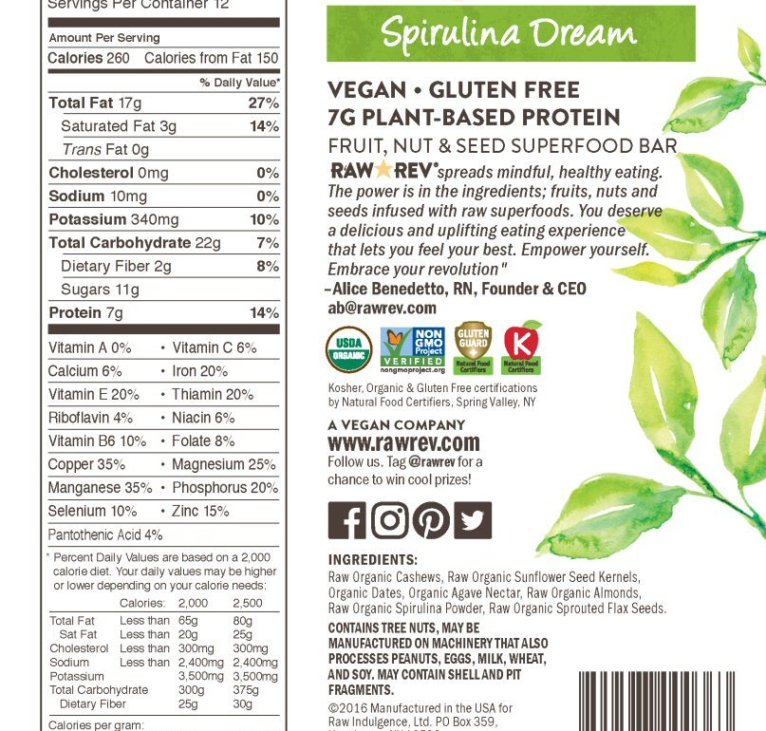 Servings Per Container 12
Amount Per Serving
Calories 260 Calories from Fat 150
% Daily Value*
Total Fat 17g 27%
Saturated Fat 3g 14%
Trans Fat 0g
Cholesterol 0mg 0%
Sodium 10mg 0%
Potassium 340mg 10%
Total Carbohydrate 22g 7%
Dietary Fiber 2g 8%
Sugars 11g
Protein 7g 14%
Vitamin A 0% • Vitamin C 6%
Calcium 6% • Iron 20%
Vitamin E 20% • Thiamin 20%
Riboflavin 4% • Niacin 6%
Vitamin B6 10% • Folate 8%
Copper 35% • Magnesium 25%
Manganese 35% • Phosphorus 20%
Selenium 10% • Zinc 15%
Pantothenic Acid 4%
* Percent Daily Values are based on a 2,000
calorie diet. Your daily values may be higher
or lower depending on your calorie needs:
Calories: 2,000 2,500
Total Fat Less than 65g 80g
Sat Fat Less than 20g 25g
Cholesterol Less than 300mg 300mg
Sodium Less than 2,400mg 2,400mg
Potassium 3,500mg 3,500mg
Total Carbohydrate 300g 375g
Dietary Fiber 25g 30g
Calories per gram:
Spirulina Dream
VEGAN • GLUTEN FREE
7G PLANT-BASED PROTEIN
FRUIT, NUT & SEED SUPERFOOD BAR
RAW REV® spreads mindful, healthy eating.
The power is in the ingredients; fruits, nuts and
seeds infused with raw superfoods. You deserve
a delicious and uplifting eating experience
that lets you feel your best. Empower yourself.
Embrace your revolution"
–Alice Benedetto, RN, Founder & CEO
ab@rawrev.com
USDA
ORGANIC
NON
GMO
Project
VERIFIED
nongmoproject.org
GLUTEN
GUARD
Natural Food
Certifiers
K
Natural Food
Certifiers
Kosher, Organic & Gluten Free certifications
by Natural Food Certifiers, Spring Valley, NY
A VEGAN COMPANY
www.rawrev.com
Follow us. Tag @rawrev for a
chance to win cool prizes!
INGREDIENTS:
Raw Organic Cashews, Raw Organic Sunflower Seed Kernels,
Organic Dates, Organic Agave Nectar, Raw Organic Almonds,
Raw Organic Spirulina Powder, Raw Organic Sprouted Flax Seeds.
CONTAINS TREE NUTS, MAY BE
MANUFACTURED ON MACHINERY THAT ALSO
PROCESSES PEANUTS, EGGS, MILK, WHEAT,
AND SOY. MAY CONTAIN SHELL AND PIT
FRAGMENTS.
©2016 Manufactured in the USA for
Raw Indulgence, Ltd. PO Box 359,